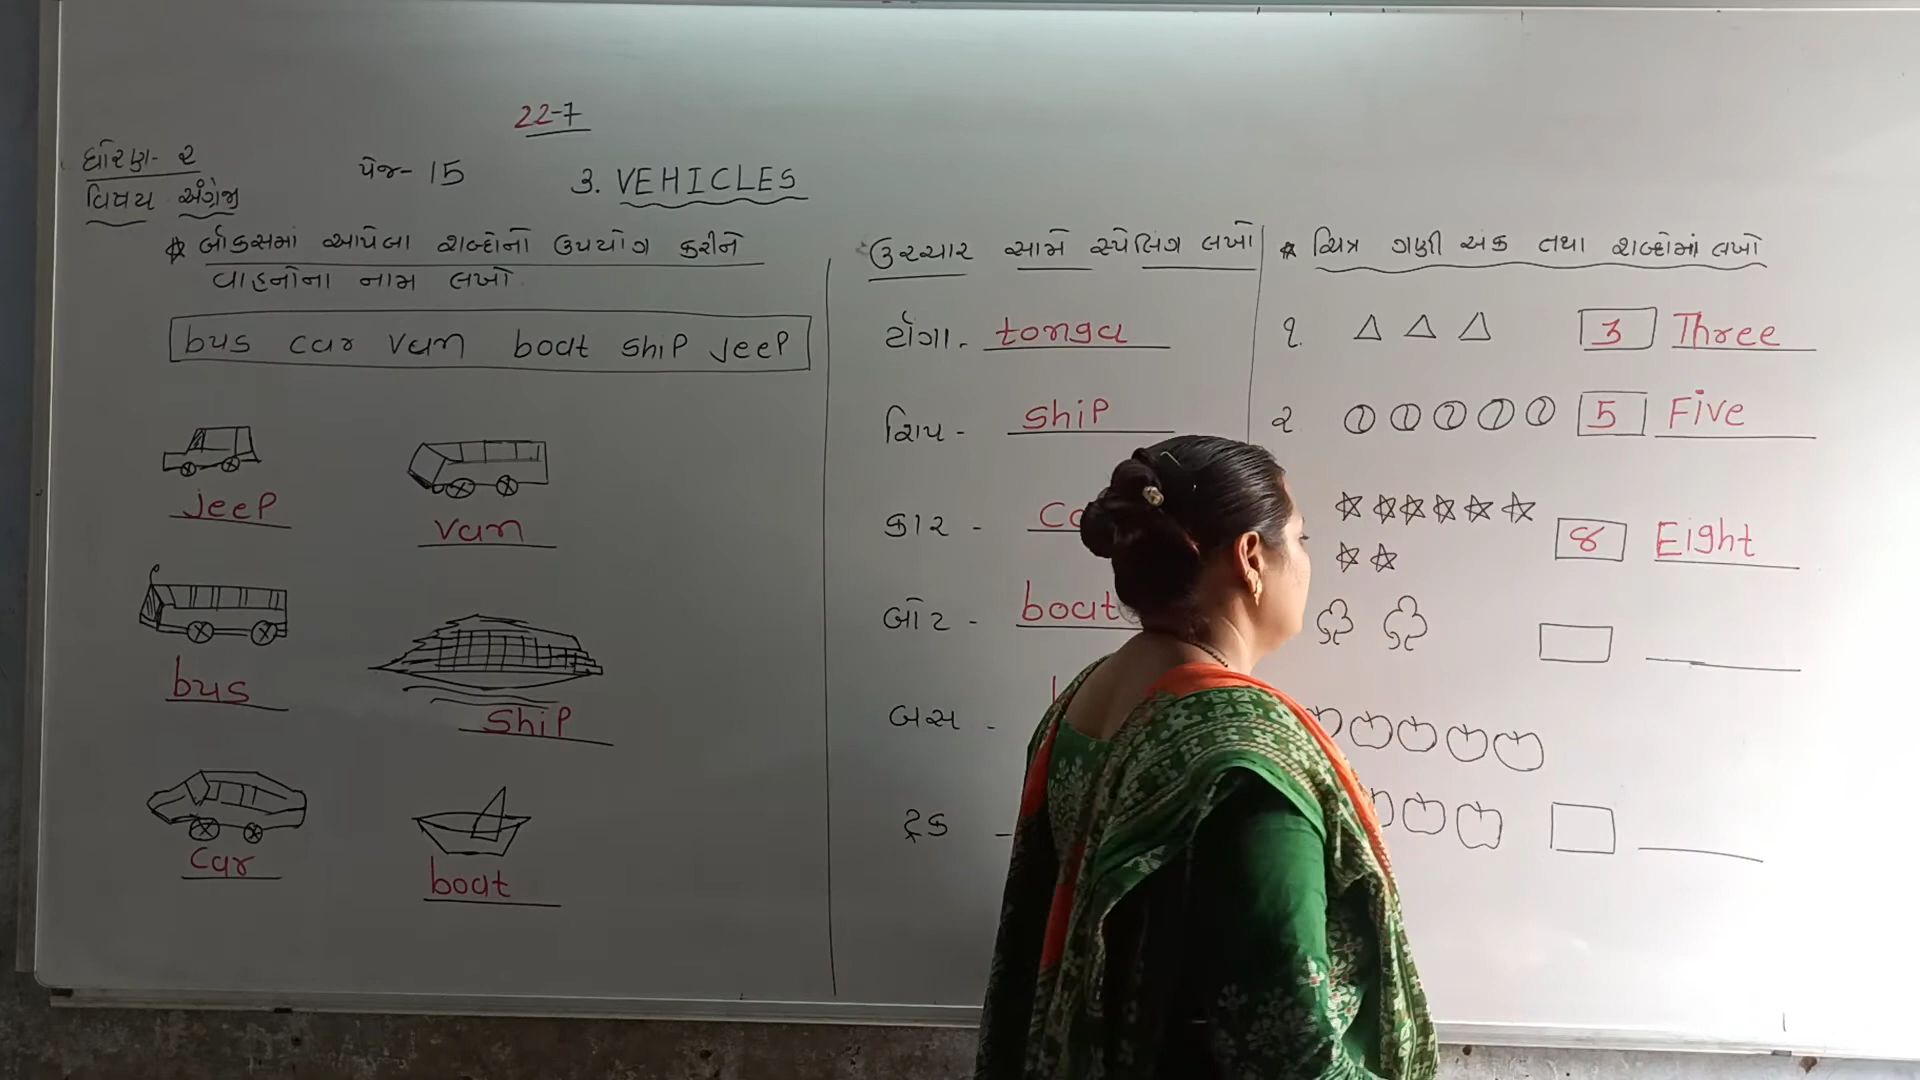 22-7
ધોરણ- ૨
વિષય અંગ્રેજી
પેજ- 15
૩. VEHICLES
* બોકસમાં આપેલા શબ્દોનો ઉપયોગ કરીને
વાહનોના નામ લખો.
bus car van boat ship jeep
jeep
van
bus
ship
car
boat
ઉચ્ચાર સામે સ્પેલિંગ લખો
ટાંગા. tonga
શિપ - ship
કાર -
બોટ - boat
બસ -
ટ્રક -
* ચિત્ર ગણી અંક તથા શબ્દોમાં લખો
૧. 3 Three
૨ 5 Five
8 Eight